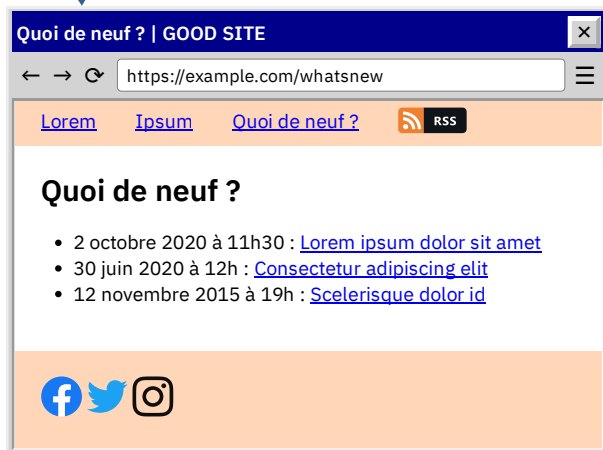 Quoi de neuf ? | GOOD SITE
https://example.com/whatsnew
Lorem Ipsum Quoi de neuf ? RSS
Quoi de neuf ?
2 octobre 2020 à 11h30 : Lorem ipsum dolor sit amet
30 juin 2020 à 12h : Consectetur adipiscing elit
12 novembre 2015 à 19h : Scelerisque dolor id